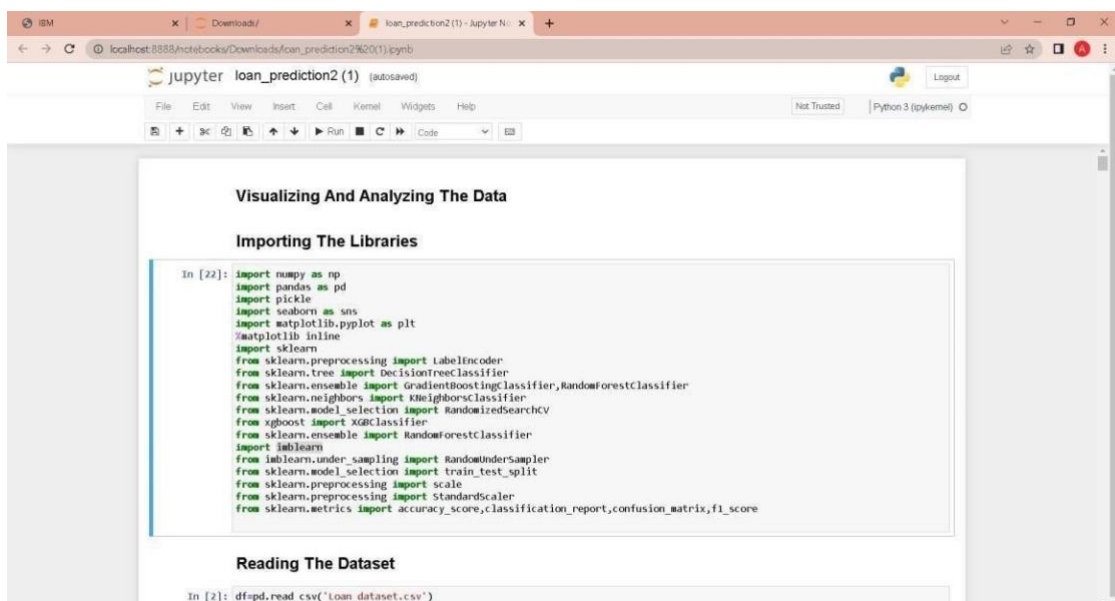 IBM
Downloads/
loan_prediction2 (1) - Jupyter No
localhost:8888/notebooks/Downloads/loan_prediction2%20(1).ipynb
A
jupyter loan_prediction2 (1) (autosaved)
Logout
File Edit View Insert Cell Kernel Widgets Help
Not Trusted
Python 3 (ipykernel)
Run
Code
Visualizing And Analyzing The Data
Importing The Libraries
In [22]: import numpy as np
import pandas as pd
import pickle
import seaborn as sns
import matplotlib.pyplot as plt
%matplotlib inline
import sklearn
from sklearn.preprocessing import LabelEncoder
from sklearn.tree import DecisionTreeClassifier
from sklearn.ensemble import GradientBoostingClassifier,RandomForestClassifier
from sklearn.neighbors import KNeighborsClassifier
from sklearn.model_selection import RandomizedSearchCV
from xgboost import XGBClassifier
from sklearn.ensemble import RandomForestClassifier
import imblearn
from imblearn.under_sampling import RandomUnderSampler
from sklearn.model_selection import train_test_split
from sklearn.preprocessing import scale
from sklearn.preprocessing import StandardScaler
from sklearn.metrics import accuracy_score,classification_report,confusion_matrix,f1_score
Reading The Dataset
In [2]: df=pd.read_csv('Loan_dataset.csv')